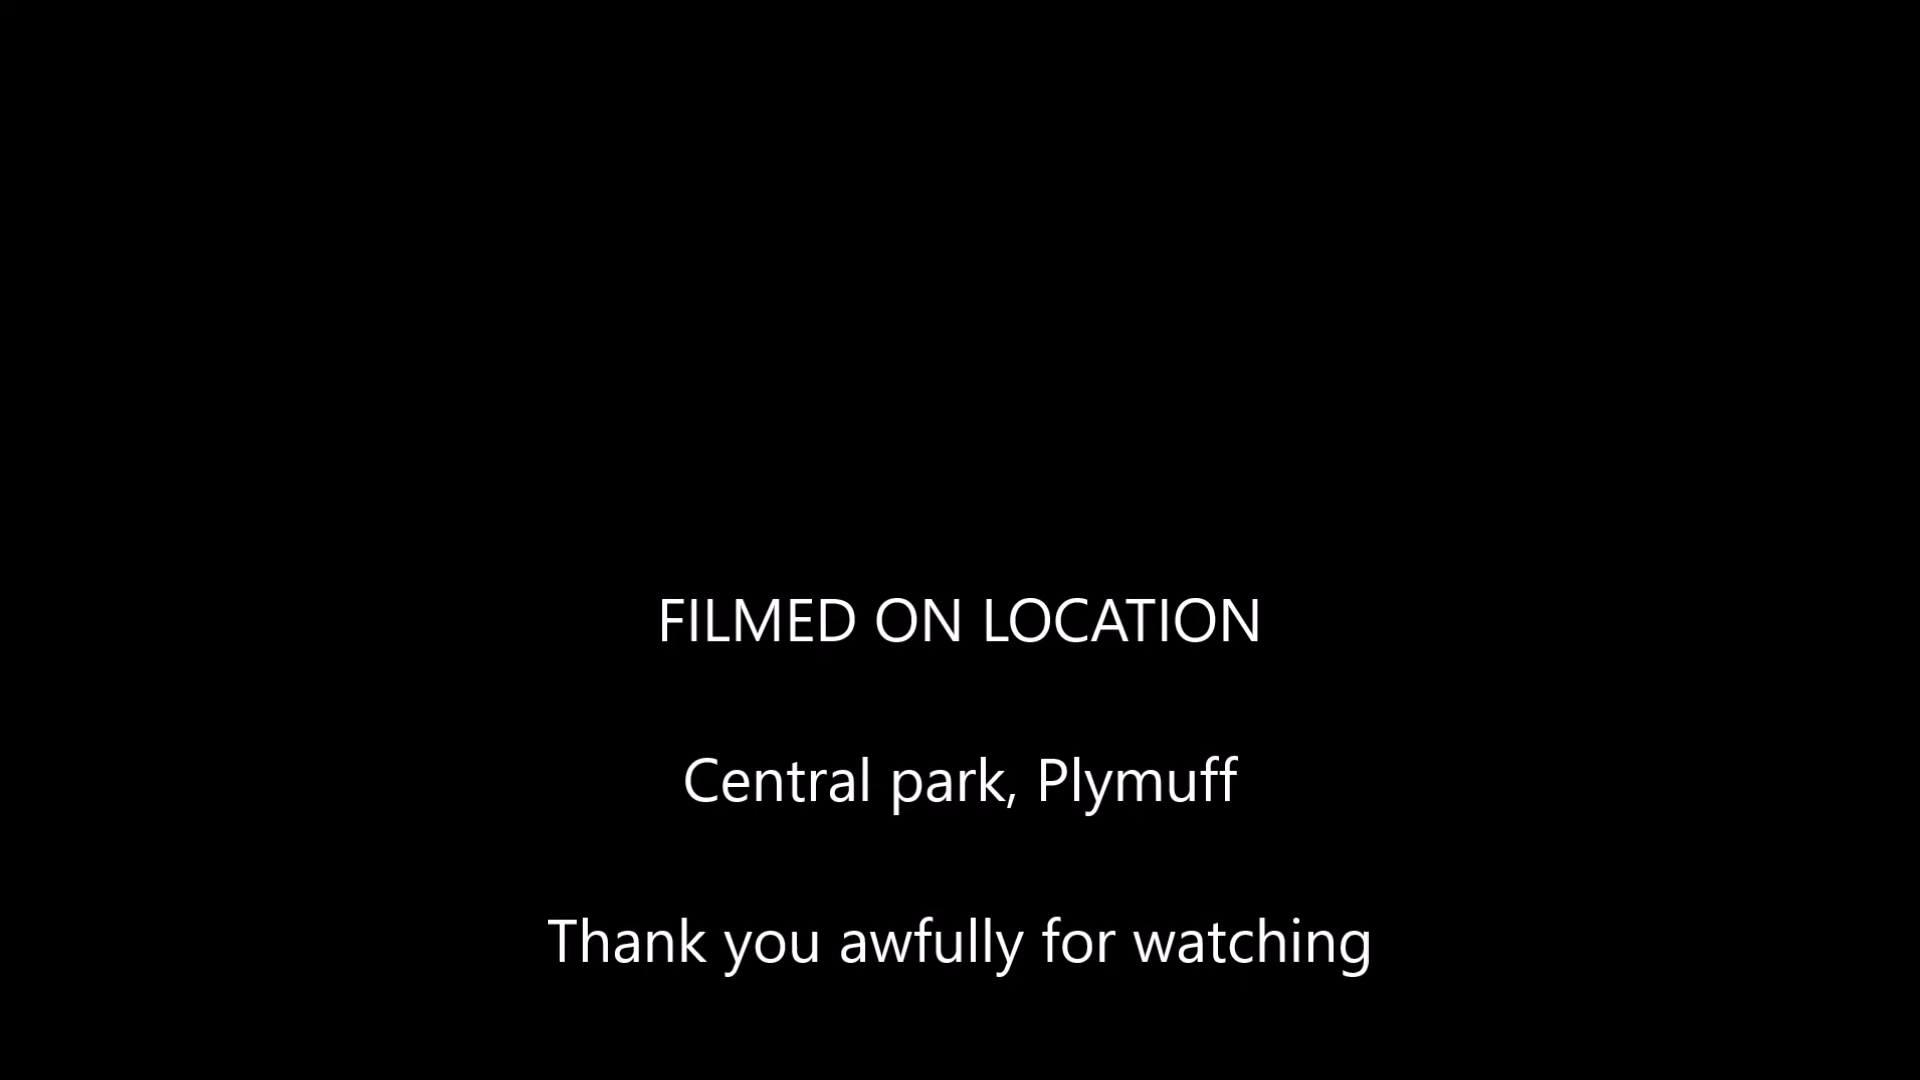 FILMED ON LOCATION
Central park, Plymuff
Thank you awfully for watching